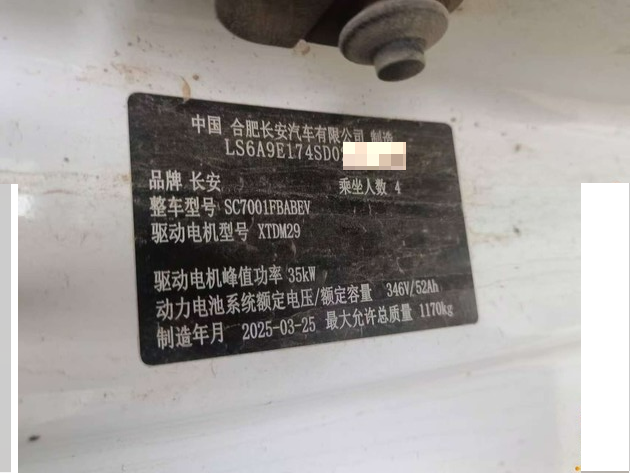 中国 合肥长安汽车有限公司 制造
LS6A9E174SD0
品牌 长安 乘坐人数 4
整车型号 SC7001FBABEV
驱动电机型号 XTDM29
驱动电机峰值功率 35kW
动力电池系统额定电压/额定容量 346V/52Ah
制造年月 2025-03-25 最大允许总质量 1170kg